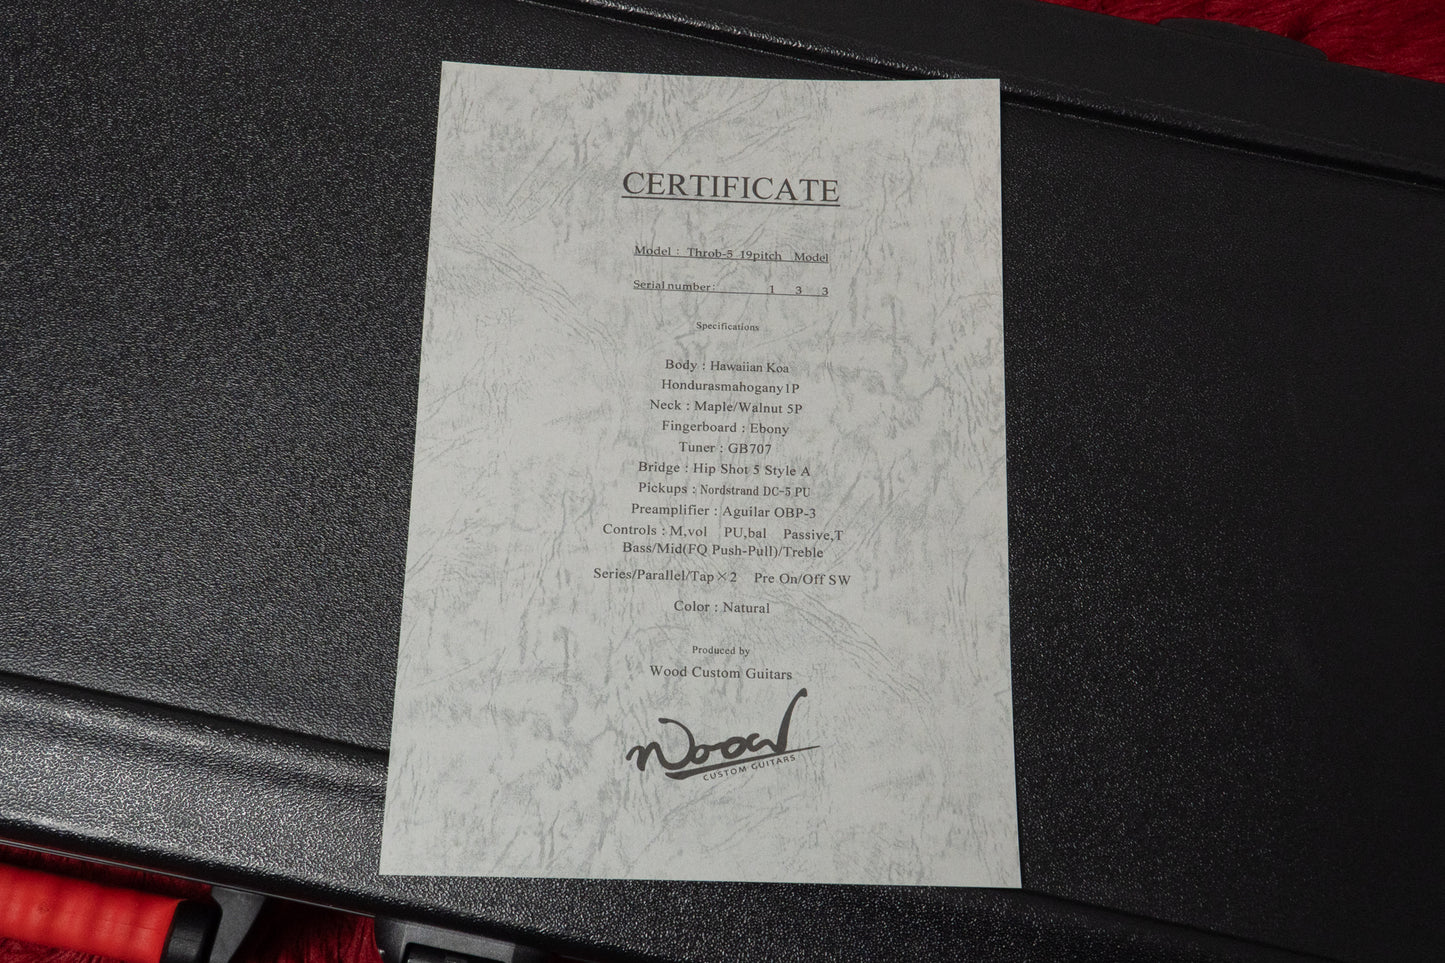 CERTIFICATE
Model : Throb-5 19pitch Model
Serial number: 1 3 3
Specifications
Body : Hawaiian Koa
Hondurasmahogany1P
Neck : Maple/Walnut 5P
Fingerboard : Ebony
Tuner : GB707
Bridge : Hip Shot 5 Style A
Pickups : Nordstrand DC-5 PU
Preamplifier : Aguilar OBP-3
Controls : M,vol PU,bal Passive,T
Bass/Mid(FQ Push-Pull)/Treble
Series/Parallel/Tap×2 Pre On/Off SW
Color : Natural
Produced by
Wood Custom Guitars
Wood
CUSTOM GUITARS